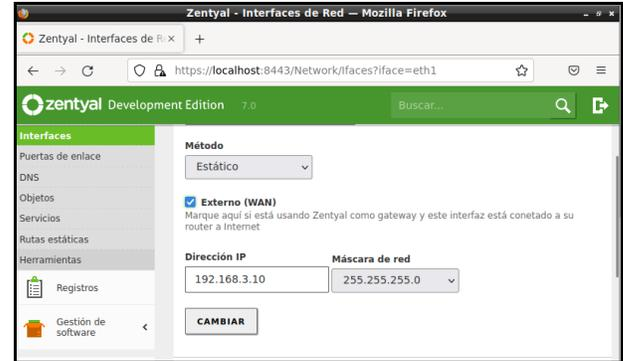 Zentyal - Interfaces de Red — Mozilla Firefox
Zentyal - Interfaces de R
https://localhost:8443/Network/Ifaces?iface=eth1
zentyal Development Edition 7.0
Buscar...
Interfaces
Puertas de enlace
DNS
Objetos
Servicios
Rutas estáticas
Herramientas
Registros
Gestión de
software
Método
Estático
Externo (WAN)
Marque aquí si está usando Zentyal como gateway y este interfaz está conetado a su
router a Internet
Dirección IP
Máscara de red
192.168.3.10
255.255.255.0
CAMBIAR